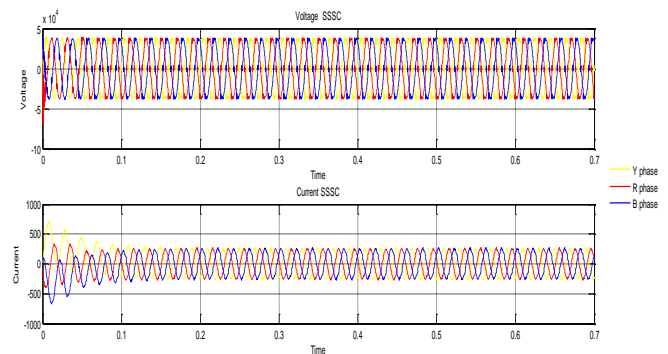 x 10^4
Voltage SSSC
5
0
-5
-10
Voltage
0 0.1 0.2 0.3 0.4 0.5 0.6 0.7
Time
Current SSSC
1000
500
0
-500
-1000
Current
0 0.1 0.2 0.3 0.4 0.5 0.6 0.7
Time
Y phase
R phase
B phase